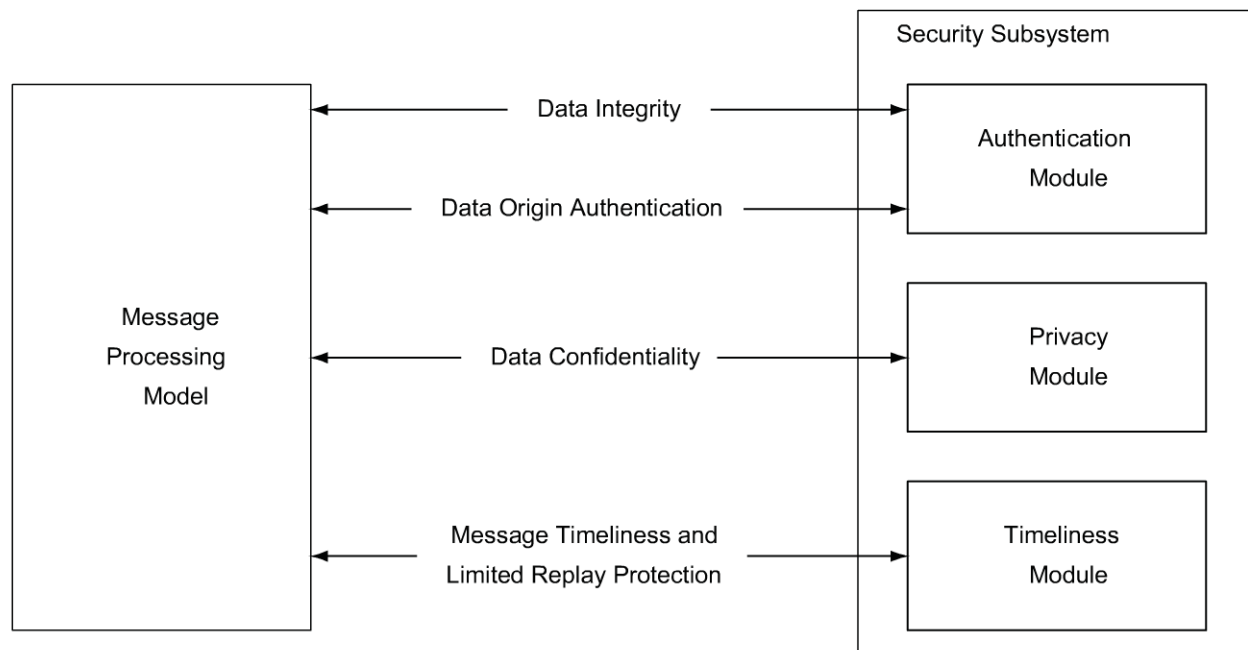 Security Subsystem
Data Integrity
Authentication
Module
Data Origin Authentication
Message
Processing
Model
Data Confidentiality
Privacy
Module
Message Timeliness and
Limited Replay Protection
Timeliness
Module